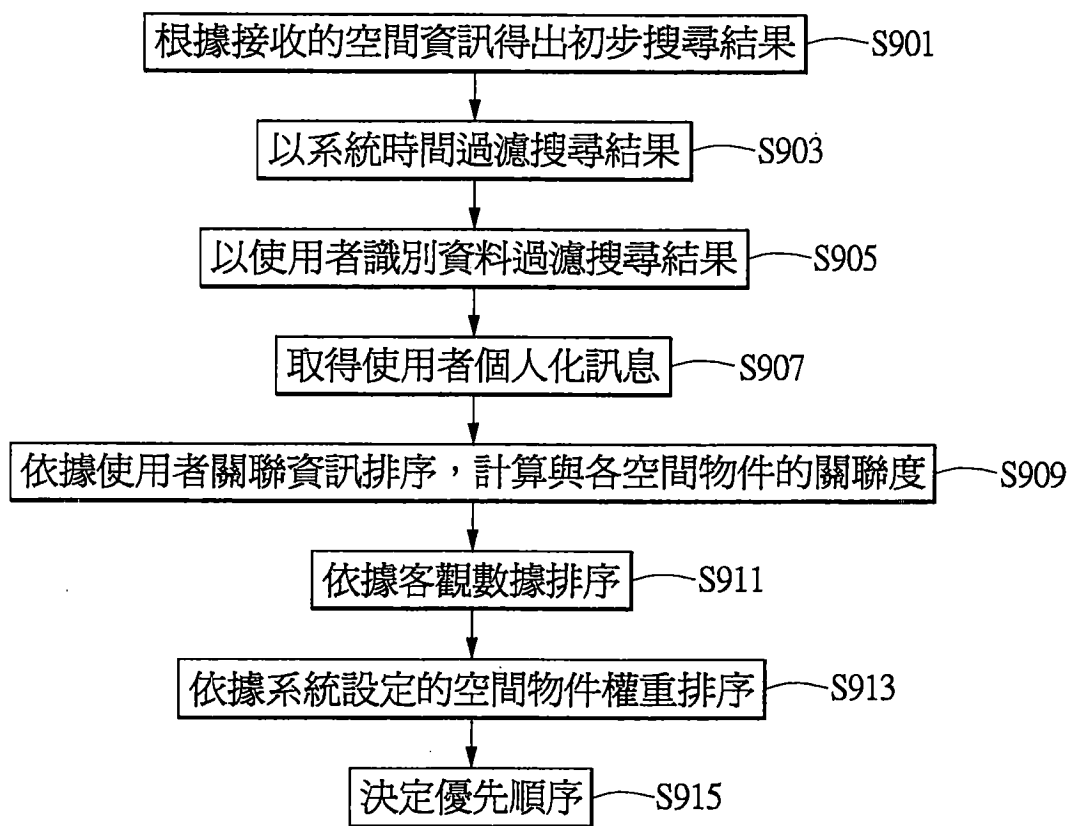 根據接收的空間資訊得出初步搜尋結果 S901
以系統時間過濾搜尋結果 S903
以使用者識別資料過濾搜尋結果 S905
取得使用者個人化訊息 S907
依據使用者關聯資訊排序，計算與各空間物件的關聯度 S909
依據客觀數據排序 S911
依據系統設定的空間物件權重排序 S913
決定優先順序 S915